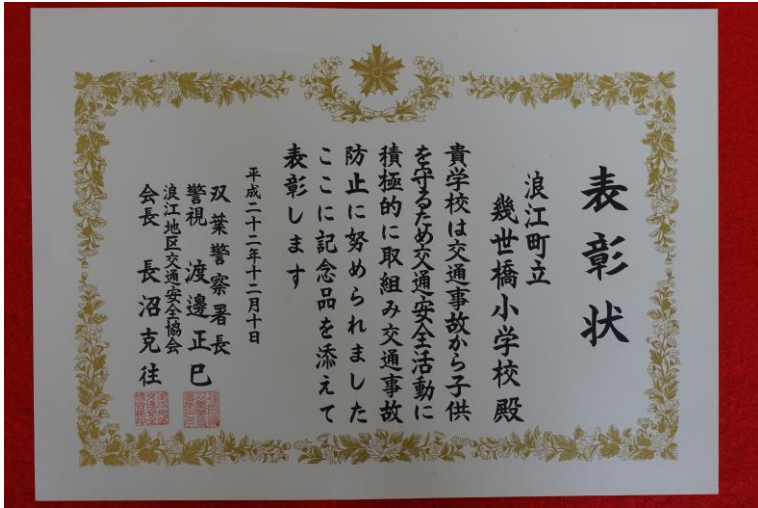 表彰状
浪江町立
幾世橋小学校殿
貴学校は交通事故から子供
を守るため交通安全活動に
積極的に取組み交通事故
防止に努められました
ここに記念品を添えて
表彰します
平成二十二年十二月十日
双葉警察署長
警視 渡邉正巳
浪江地区交通安全協会
会長 長沼克往